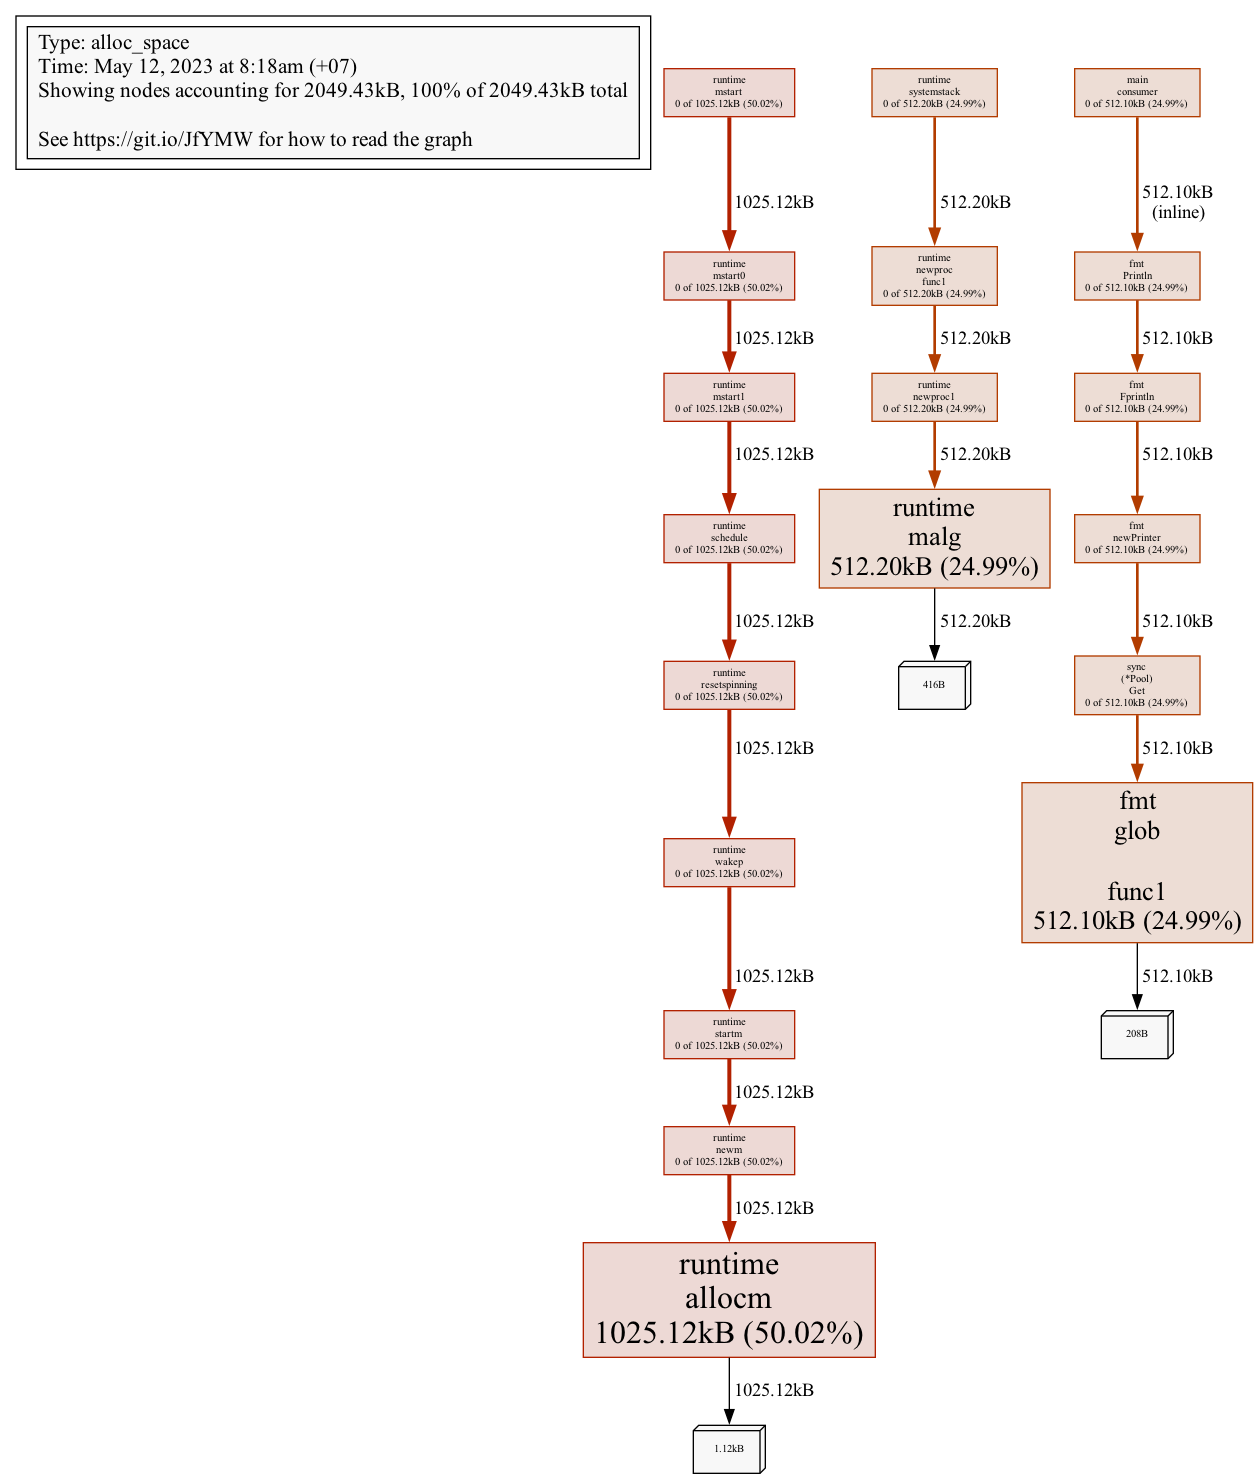 Type: alloc_space
Time: May 12, 2023 at 8:18am (+07)
Showing nodes accounting for 2049.43kB, 100% of 2049.43kB total
See https://git.io/JfYMW for how to read the graph
runtime
mstart
0 of 1025.12kB (50.02%)
1025.12kB
runtime
mstart0
0 of 1025.12kB (50.02%)
1025.12kB
runtime
mstart1
0 of 1025.12kB (50.02%)
1025.12kB
runtime
schedule
0 of 1025.12kB (50.02%)
1025.12kB
runtime
resetspinning
0 of 1025.12kB (50.02%)
1025.12kB
runtime
wakep
0 of 1025.12kB (50.02%)
1025.12kB
runtime
startm
0 of 1025.12kB (50.02%)
1025.12kB
runtime
newm
0 of 1025.12kB (50.02%)
1025.12kB
runtime
allocm
1025.12kB (50.02%)
1025.12kB
1.12kB
runtime
systemstack
0 of 512.20kB (24.99%)
512.20kB
runtime
newproc
func1
0 of 512.20kB (24.99%)
512.20kB
runtime
newproc1
0 of 512.20kB (24.99%)
512.20kB
runtime
malg
512.20kB (24.99%)
512.20kB
416B
main
consumer
0 of 512.10kB (24.99%)
512.10kB
(inline)
fmt
Println
0 of 512.10kB (24.99%)
512.10kB
fmt
Fprintln
0 of 512.10kB (24.99%)
512.10kB
fmt
newPrinter
0 of 512.10kB (24.99%)
512.10kB
sync
(*Pool)
Get
0 of 512.10kB (24.99%)
512.10kB
fmt
glob
func1
512.10kB (24.99%)
512.10kB
208B